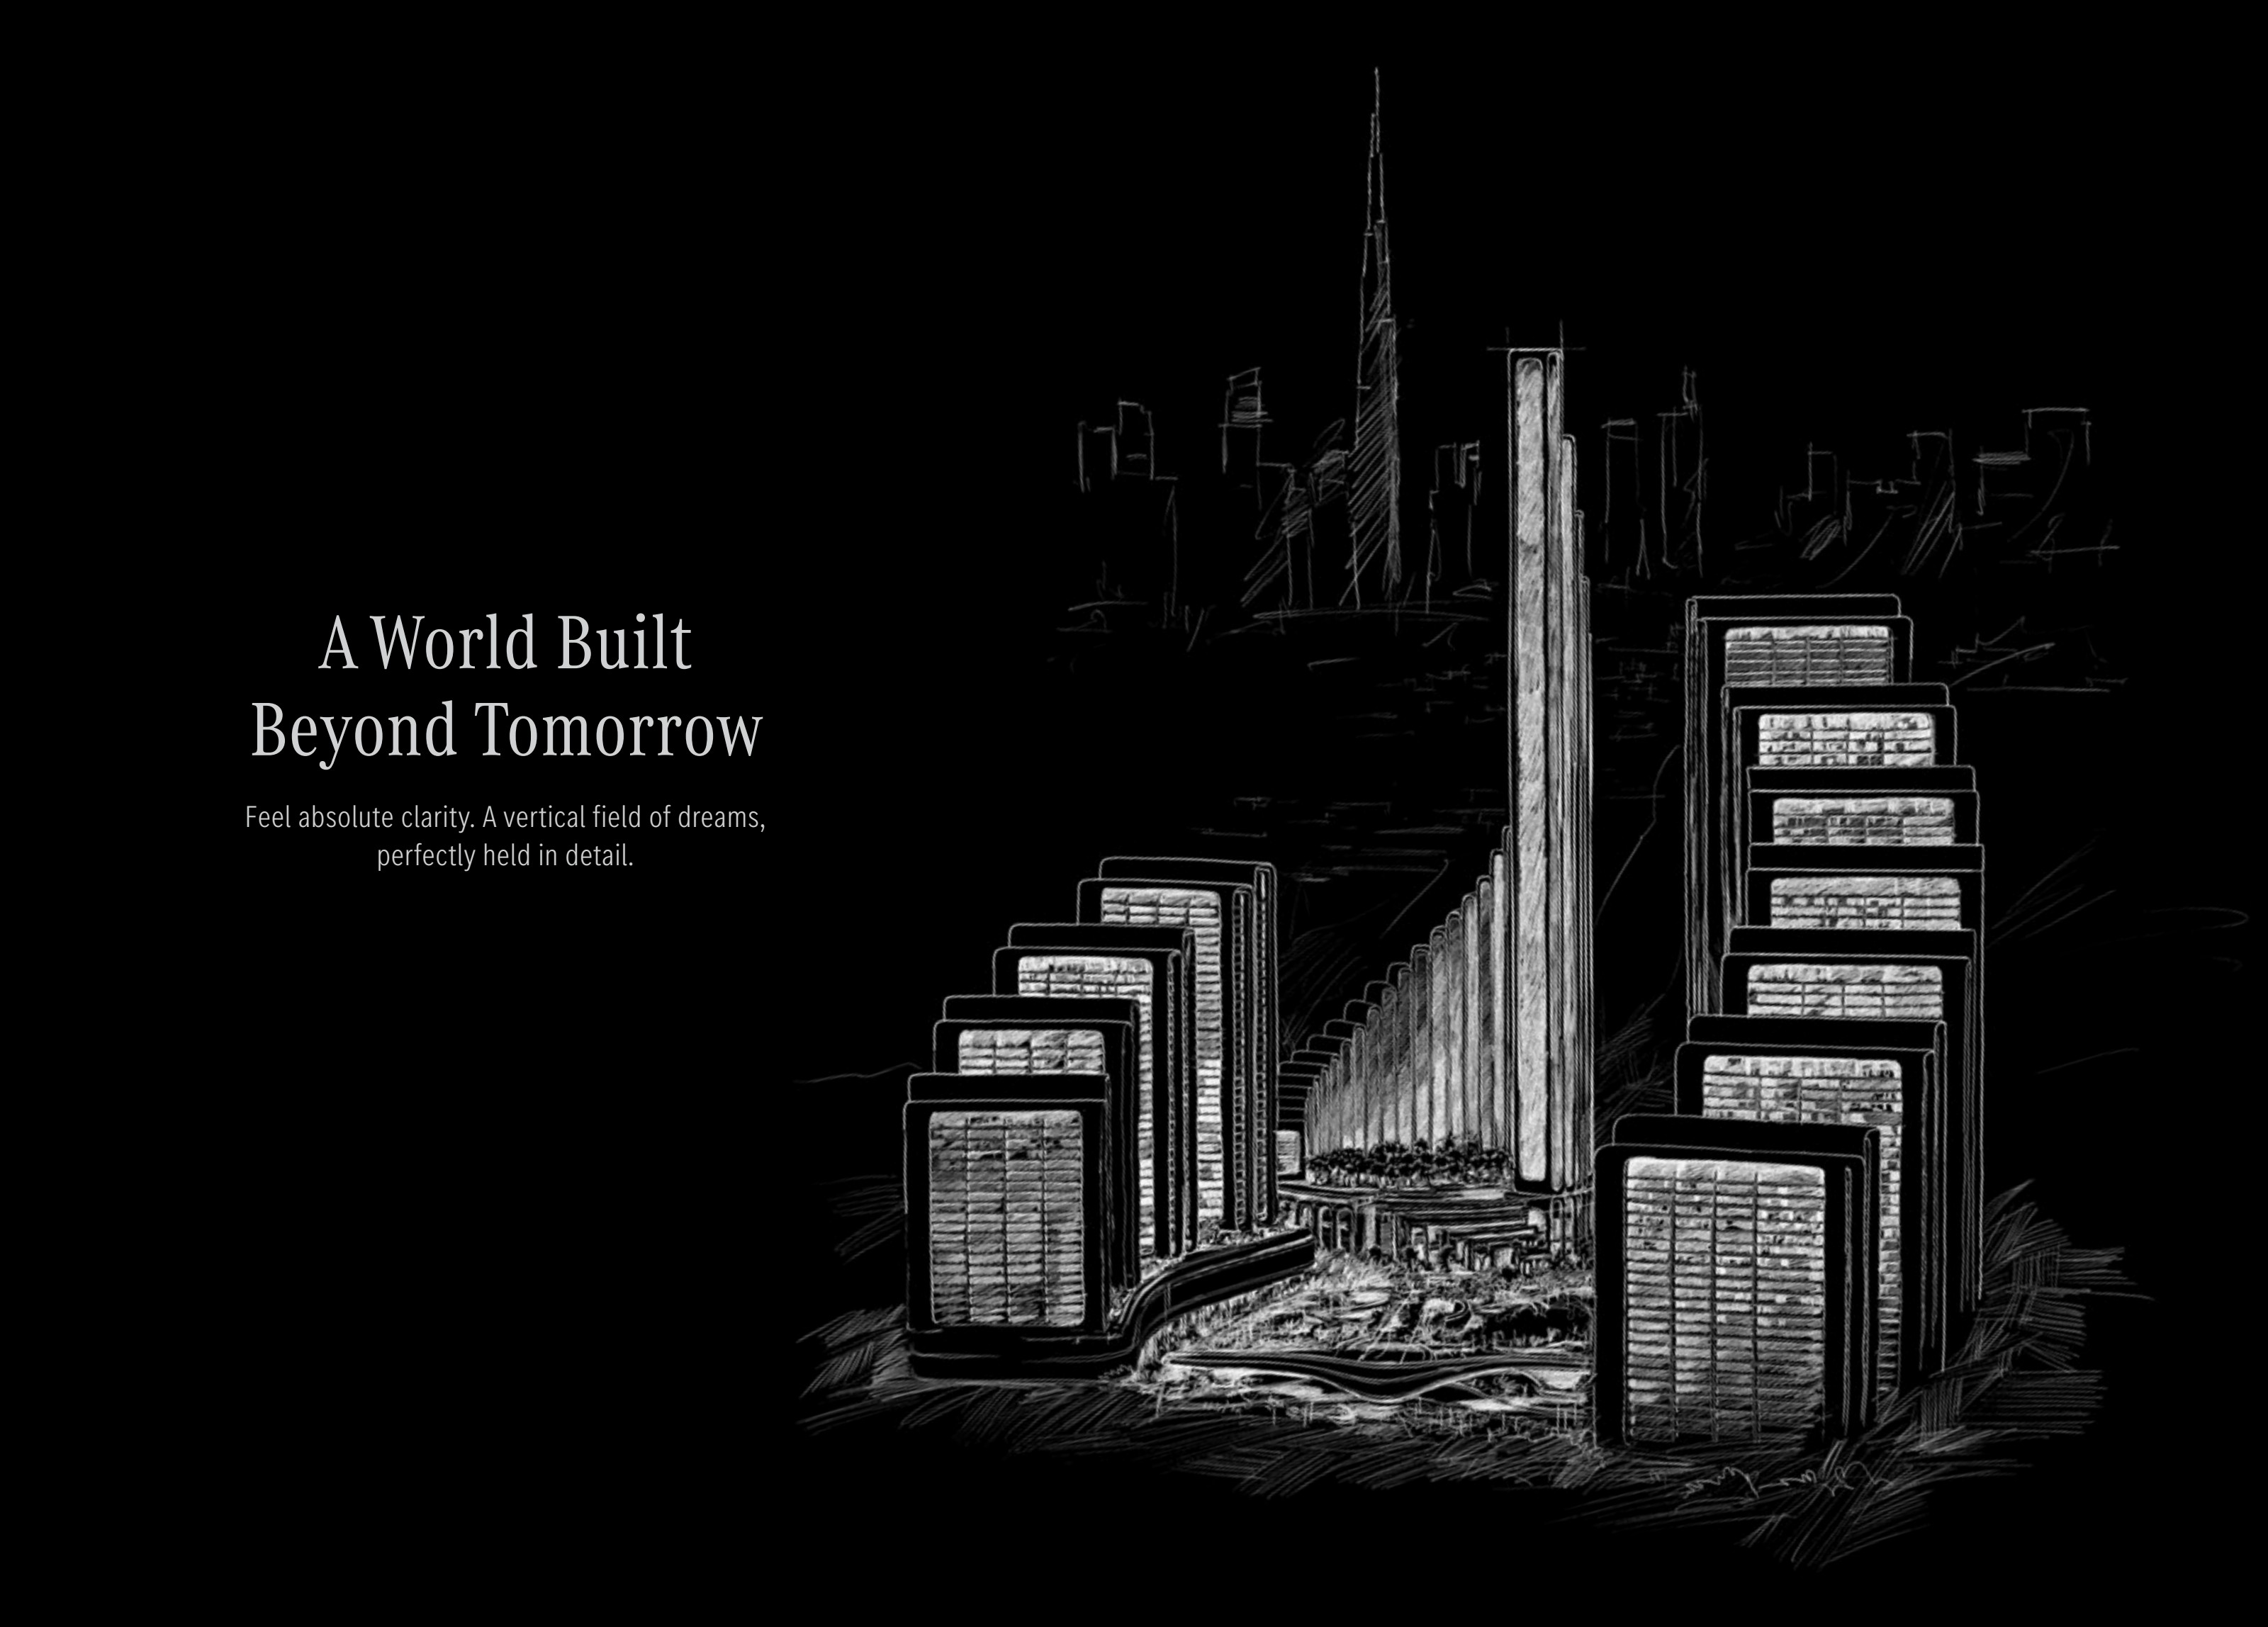 A World Built
Beyond Tomorrow
Feel absolute clarity. A vertical field of dreams,
perfectly held in detail.